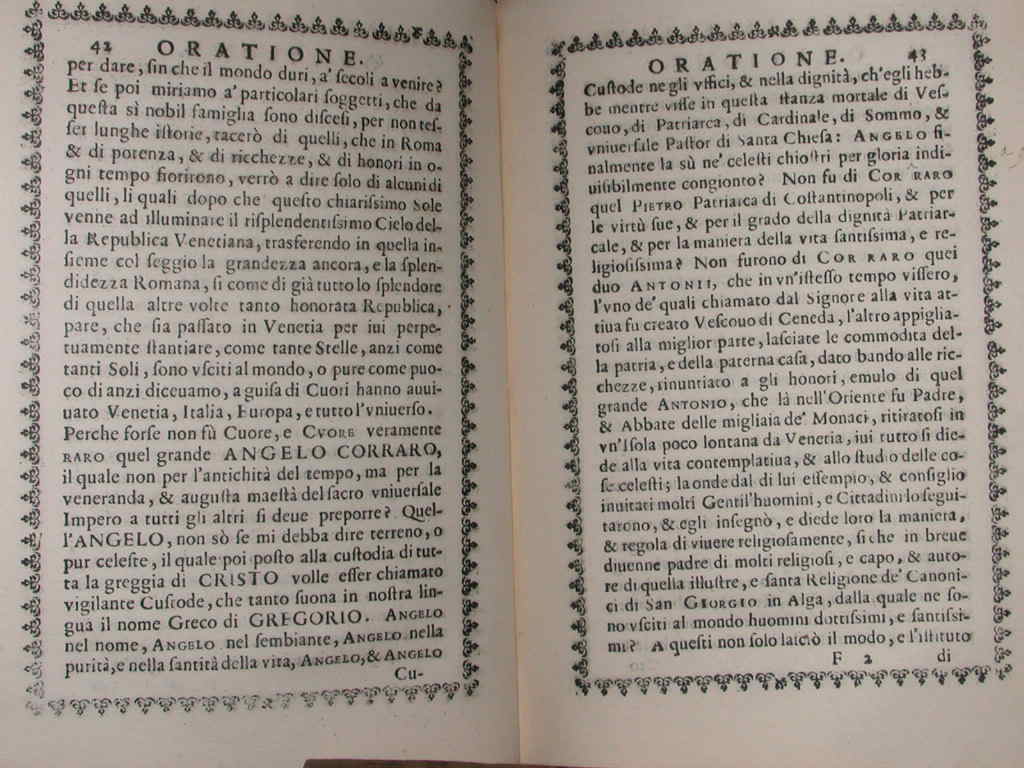 42 ORATIONE.
per dare, ſin che il mondo duri, a' ſecoli a venire?
Et ſe poi miriamo a' particolari ſoggetti, che da
queſta sì nobil famiglia ſono diſceſi, per non teſ-
ſer lunghe iſtorie, tacerò di quelli, che in Roma
& di potenza, & di ricchezze, & di honori in o-
gni tempo fiorirono, verrò a dire ſolo di alcuni di
quelli, li quali dopo che queſto chiariſsimo Sole
venne ad illuminare il riſplendentiſsimo Cielo del-
la Republica Venetiana, trasferendo in quella in-
ſieme col ſeggio la grandezza ancora, e la ſplen-
didezza Romana, ſi come di già tutto lo ſplendore
di quella altre volte tanto honorata Republica,
pare, che ſia paſſato in Venetia per iui perpe-
tuamente ſtantiare, come tante Stelle, anzi come
tanti Soli, ſono vſciti al mondo, o pure come puo-
co di anzi diceuamo, a guiſa di Cuori hanno auui-
uato Venetia, Italia, Europa, e tutto l'vniuerſo.
Perche forſe non fù Cuore, e CVORE veramente
RARO quel grande ANGELO CORRARO,
il quale non per l'antichità del tempo, ma per la
veneranda, & auguſta maeſtà del ſacro vniuerſale
Impero a tutti gli altri ſi deue preporre? Quel-
l'ANGELO, non sò ſe mi debba dire terreno, o
pur celeſte, il quale poi poſto alla cuſtodia di tut-
ta la greggia di CRISTO volle eſſer chiamato
vigilante Cuſtode, che tanto ſuona in noſtra lin-
gua il nome Greco di GREGORIO. ANGELO
nel nome, ANGELO nel ſembiante, ANGELO nella
purità, e nella ſantità della vita, ANGELO, & ANGELO
Cu-
ORATIONE. 43
Cuſtode negli vffici, & nella dignità, ch'egli heb-
be mentre viſſe in queſta ſtanza mortale di Veſ-
couo, di Patriarca, di Cardinale, di Sommo, &
vniuerſale Paſtor di Santa Chieſa: ANGELO fi-
nalmente la sù ne' celeſti chioſtri per gloria indi-
uiſibilmente congionto? Non fu di COR RARO
quel PIETRO Patriarca di Coſtantinopoli, & per
le virtù ſue, & per il grado della dignità Patriar-
cale, & per la maniera della vita ſantiſsima, e re-
ligioſiſsima? Non furono di COR RARO quei
duo ANTONII, che in vn'iſteſſo tempo viſſero,
l'vno de' quali chiamato dal Signore alla vita at-
tiua fu creato Veſcouo di Ceneda, l'altro appiglia-
toſi alla miglior parte, laſciate le commodità del-
la patria, e della paterna caſa, dato bando alle ric-
chezze, rinuntiato a gli honori, emulo di quel
grande ANTONIO, che là nell'Oriente fu Padre,
& Abbate delle migliaia de' Monaci, ritiratoſi in
vn'Iſola poco lontana da Venetia, iui tutto ſi die-
de alla vita contemplatiua, & allo ſtudio delle co-
ſe celeſti; la onde dal di lui eſſempio, & conſiglio
inuitati molti Gentil'huomini, e Cittadini lo ſegui-
tarono, & egli inſegnò, e diede loro la maniera,
& regola di viuere religioſamente, ſi che in breue
diuenne padre di molti religioſi, e capo, & auto-
re di quella illuſtre, e ſanta Religione de' Canoni-
ci di SAN GIORGIO in Alga, dalla quale ne ſo-
no vſciti al mondo huomini dottiſsimi, e ſantiſsi-
mi? A queſti non ſolo laſciò il modo, e l'iſtituto
F 2 di